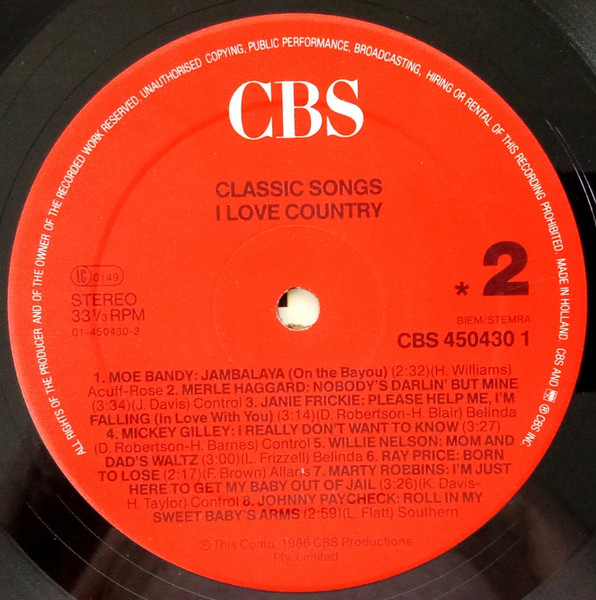 ALL RIGHTS OF THE PRODUCER AND OF THE OWNER OF THE RECORDED WORK RESERVED. UNAUTHORISED COPYING, PUBLIC PERFORMANCE, BROADCASTING, HIRING OR RENTAL OF THIS RECORDING PROHIBITED. MADE IN HOLLAND. CBS AND ℗ © CBS INC.
CBS
CLASSIC SONGS
I LOVE COUNTRY
LC 0149
STEREO
33 1/3 RPM
01-450430-2
* 2
BIEM/STEMRA
CBS 450430 1
1. MOE BANDY: JAMBALAYA (On the Bayou) (2:32)(H. Williams)
Acuff-Rose 2. MERLE HAGGARD: NOBODY'S DARLIN' BUT MINE
(3:34)(J. Davis) Control 3. JANIE FRICKIE: PLEASE HELP ME, I'M
FALLING (In Love With You) (3:14)(D. Robertson-H. Blair) Belinda
4. MICKEY GILLEY: I REALLY DON'T WANT TO KNOW (3:27)
(D. Robertson-H. Barnes) Control 5. WILLIE NELSON: MOM AND
DAD'S WALTZ (3:00)(L. Frizzell) Belinda 6. RAY PRICE: BORN
TO LOSE (2:17)(F. Brown) Allans 7. MARTY ROBBINS: I'M JUST
HERE TO GET MY BABY OUT OF JAIL (3:26)(K. Davis-
H. Taylor) Control 8. JOHNNY PAYCHECK: ROLL IN MY
SWEET BABY'S ARMS (2:59)(L. Flatt) Southern
℗ This Comp. 1986 CBS Productions
Pty. Limited